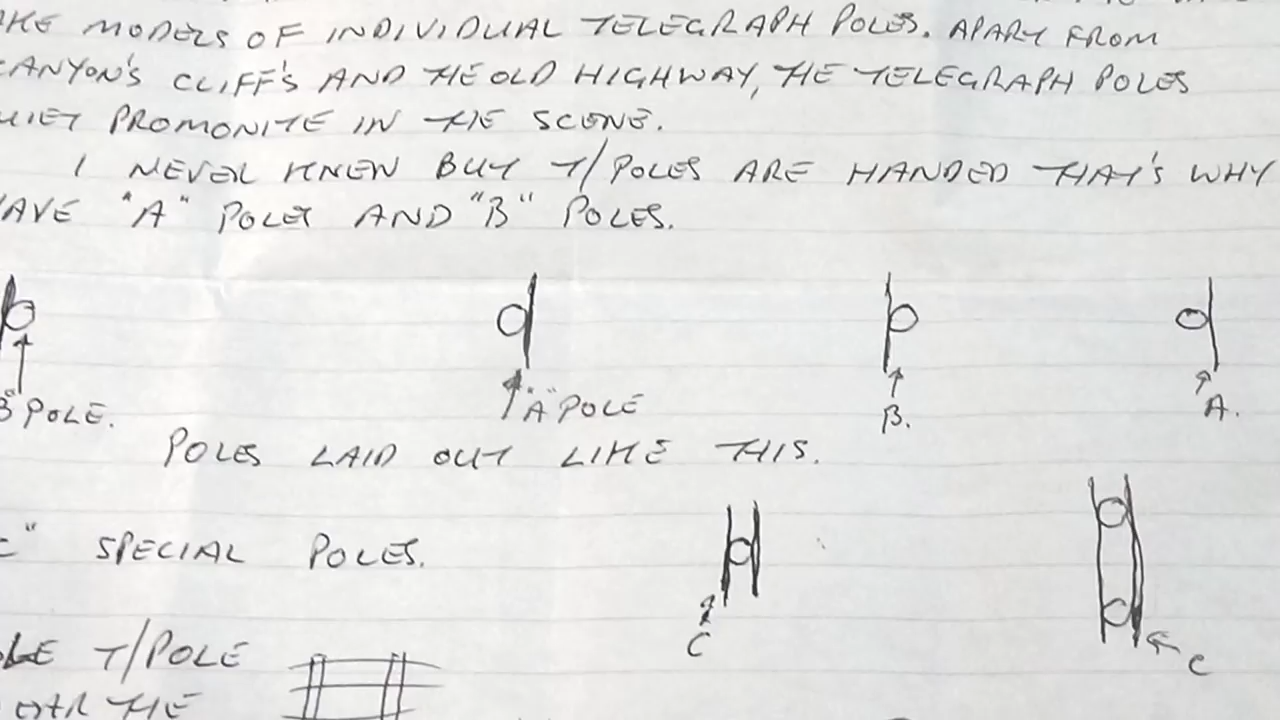 MODELS OF INDIVIDUAL TELEGRAPH POLES. APART FROM
CANYON'S CLIFF'S AND THE OLD HIGHWAY, THE TELEGRAPH POLES
PROMONITE IN THE SCENE.
I NEVER KNEW BUT T/POLES ARE HANDED THAT'S WHY
"A" POLES AND "B" POLES.
POLE.
"A" POLE
B.
A.
POLES LAID OUT LIKE THIS.
" SPECIAL POLES.
C
C
T/POLE
THE